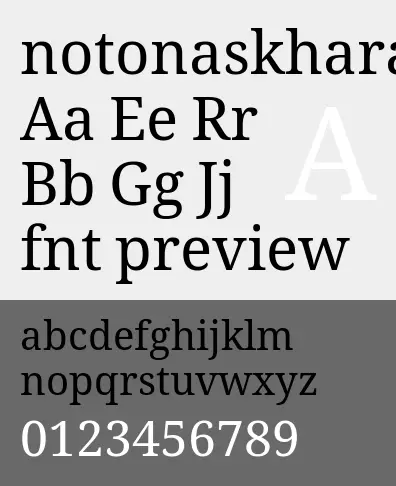 notonaskhara
Aa Ee Rr
A
Bb Gg Jj
fnt preview
abcdefghijklm
nopqrstuvwxyz
0123456789